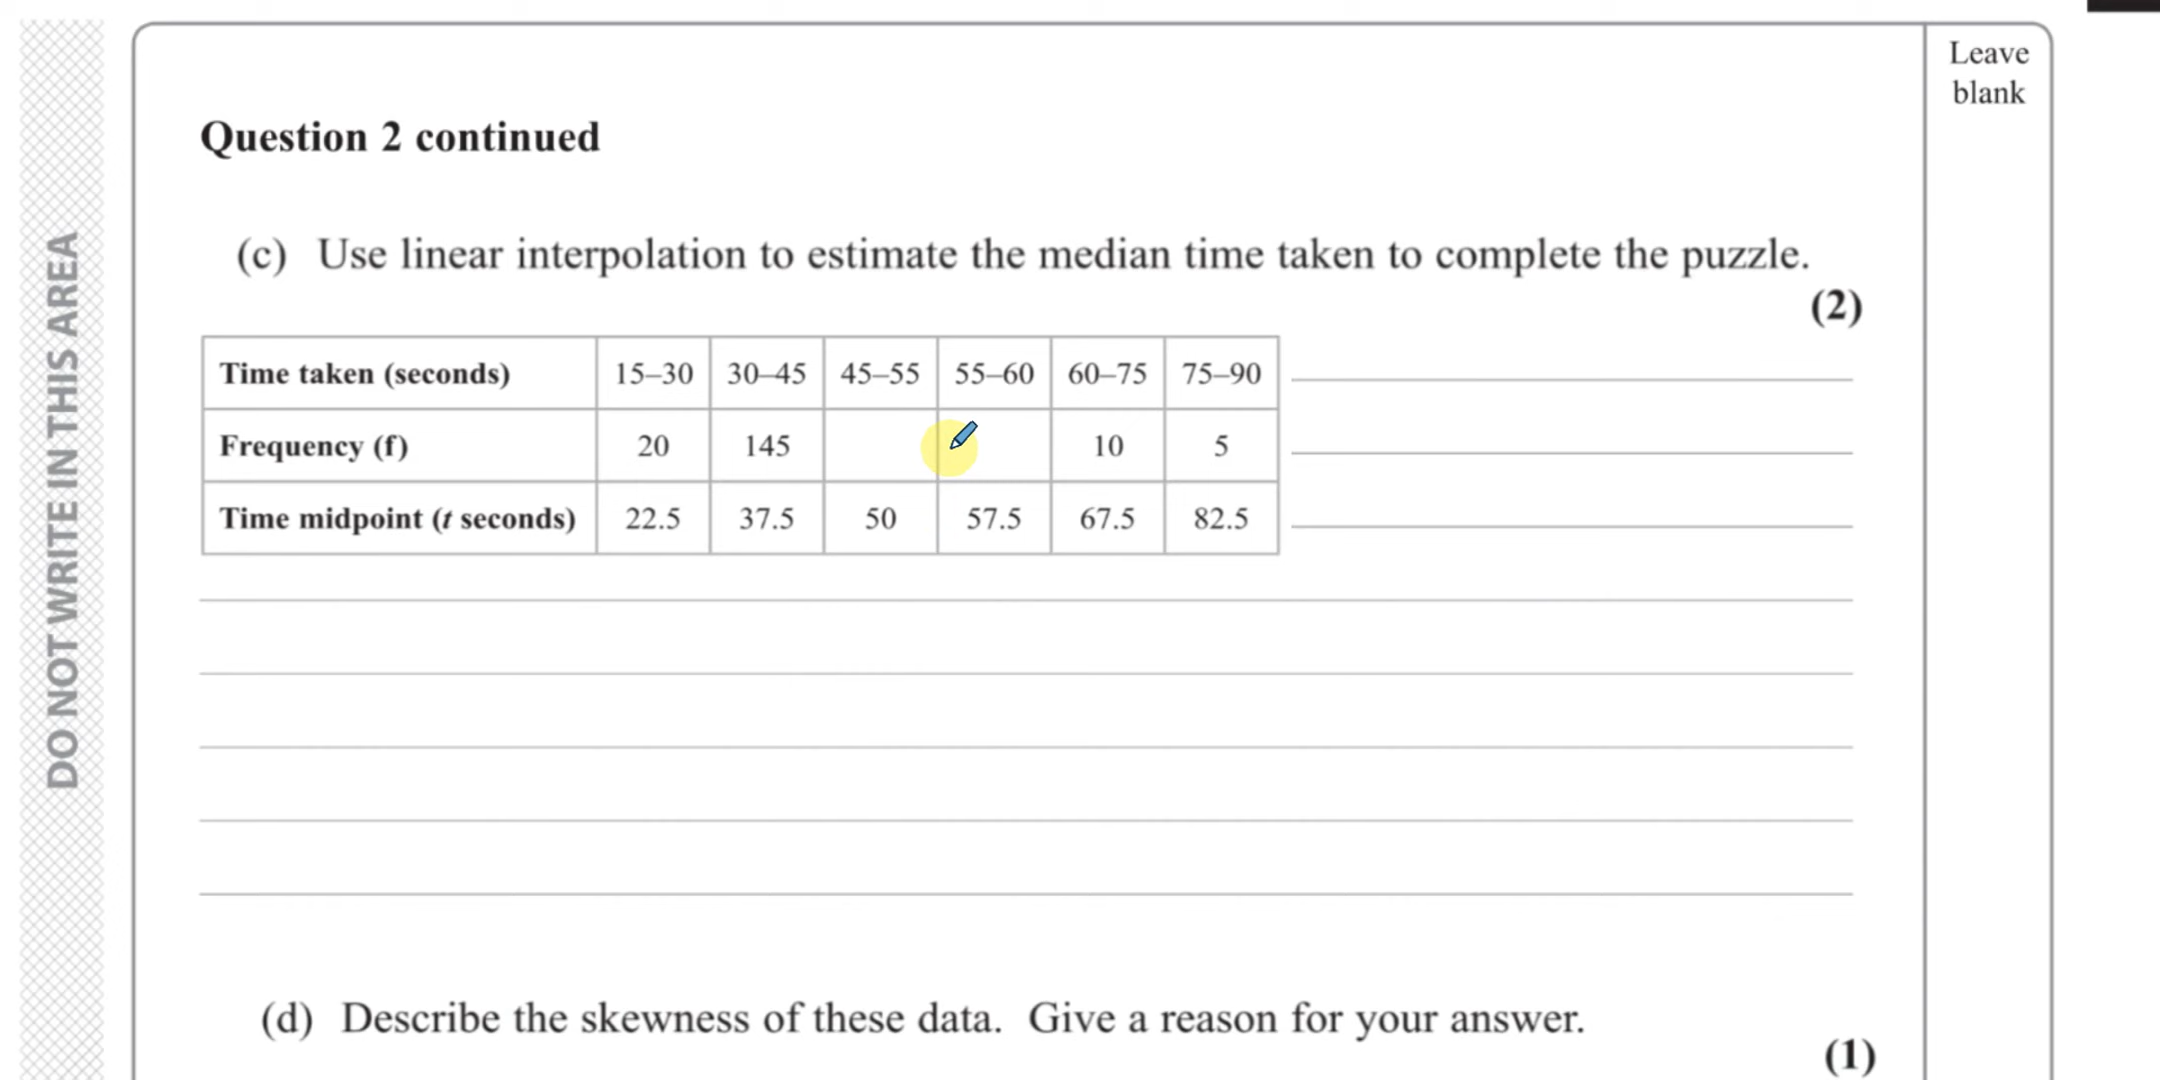 Leave
blank
Question 2 continued
(c) Use linear interpolation to estimate the median time taken to complete the puzzle.
(2)
Time taken (seconds) 15–30 30–45 45–55 55–60 60–75 75–90
Frequency (f) 20 145 10 5
Time midpoint (t seconds) 22.5 37.5 50 57.5 67.5 82.5
(d) Describe the skewness of these data. Give a reason for your answer.
(1)
DO NOT WRITE IN THIS AREA